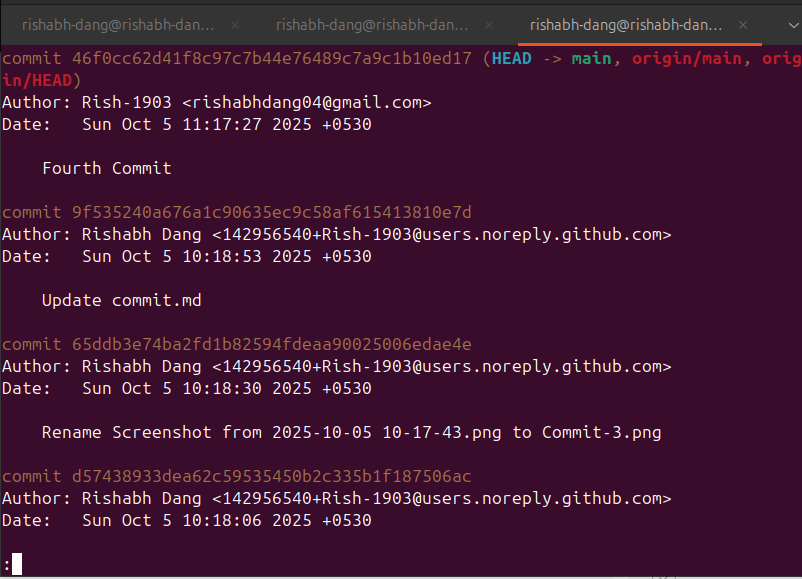 rishabh-dang@rishabh-dan... × rishabh-dang@rishabh-dan... × rishabh-dang@rishabh-dan... ×
commit 46f0cc62d41f8c97c7b44e76489c7a9c1b10ed17 (HEAD -> main, origin/main, orig
in/HEAD)
Author: Rish-1903 <rishabhdang04@gmail.com>
Date:   Sun Oct 5 11:17:27 2025 +0530
    Fourth Commit
commit 9f535240a676a1c90635ec9c58af615413810e7d
Author: Rishabh Dang <142956540+Rish-1903@users.noreply.github.com>
Date:   Sun Oct 5 10:18:53 2025 +0530
    Update commit.md
commit 65ddb3e74ba2fd1b82594fdeaa90025006edae4e
Author: Rishabh Dang <142956540+Rish-1903@users.noreply.github.com>
Date:   Sun Oct 5 10:18:30 2025 +0530
    Rename Screenshot from 2025-10-05 10-17-43.png to Commit-3.png
commit d57438933dea62c59535450b2c335b1f187506ac
Author: Rishabh Dang <142956540+Rish-1903@users.noreply.github.com>
Date:   Sun Oct 5 10:18:06 2025 +0530
: